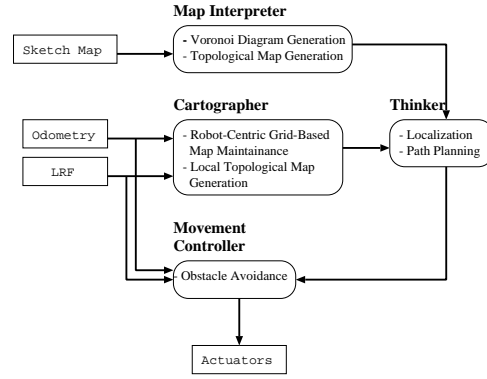 Map Interpreter
Sketch Map
- Voronoi Diagram Generation
- Topological Map Generation
Cartographer
Thinker
Odometry
LRF
- Robot-Centric Grid-Based
Map Maintainance
- Local Topological Map
Generation
- Localization
- Path Planning
Movement
Controller
- Obstacle Avoidance
Actuators